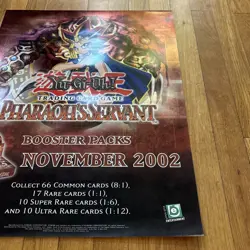 Yu-Gi-Oh!
TRADING CARD GAME
PHARAOH'S SERVANT
BOOSTER PACKS
NOVEMBER 2002
COLLECT 66 COMMON CARDS (8:1),
17 RARE CARDS (1:1),
10 SUPER RARE CARDS (1:6),
AND 10 ULTRA RARE CARDS (1:12).